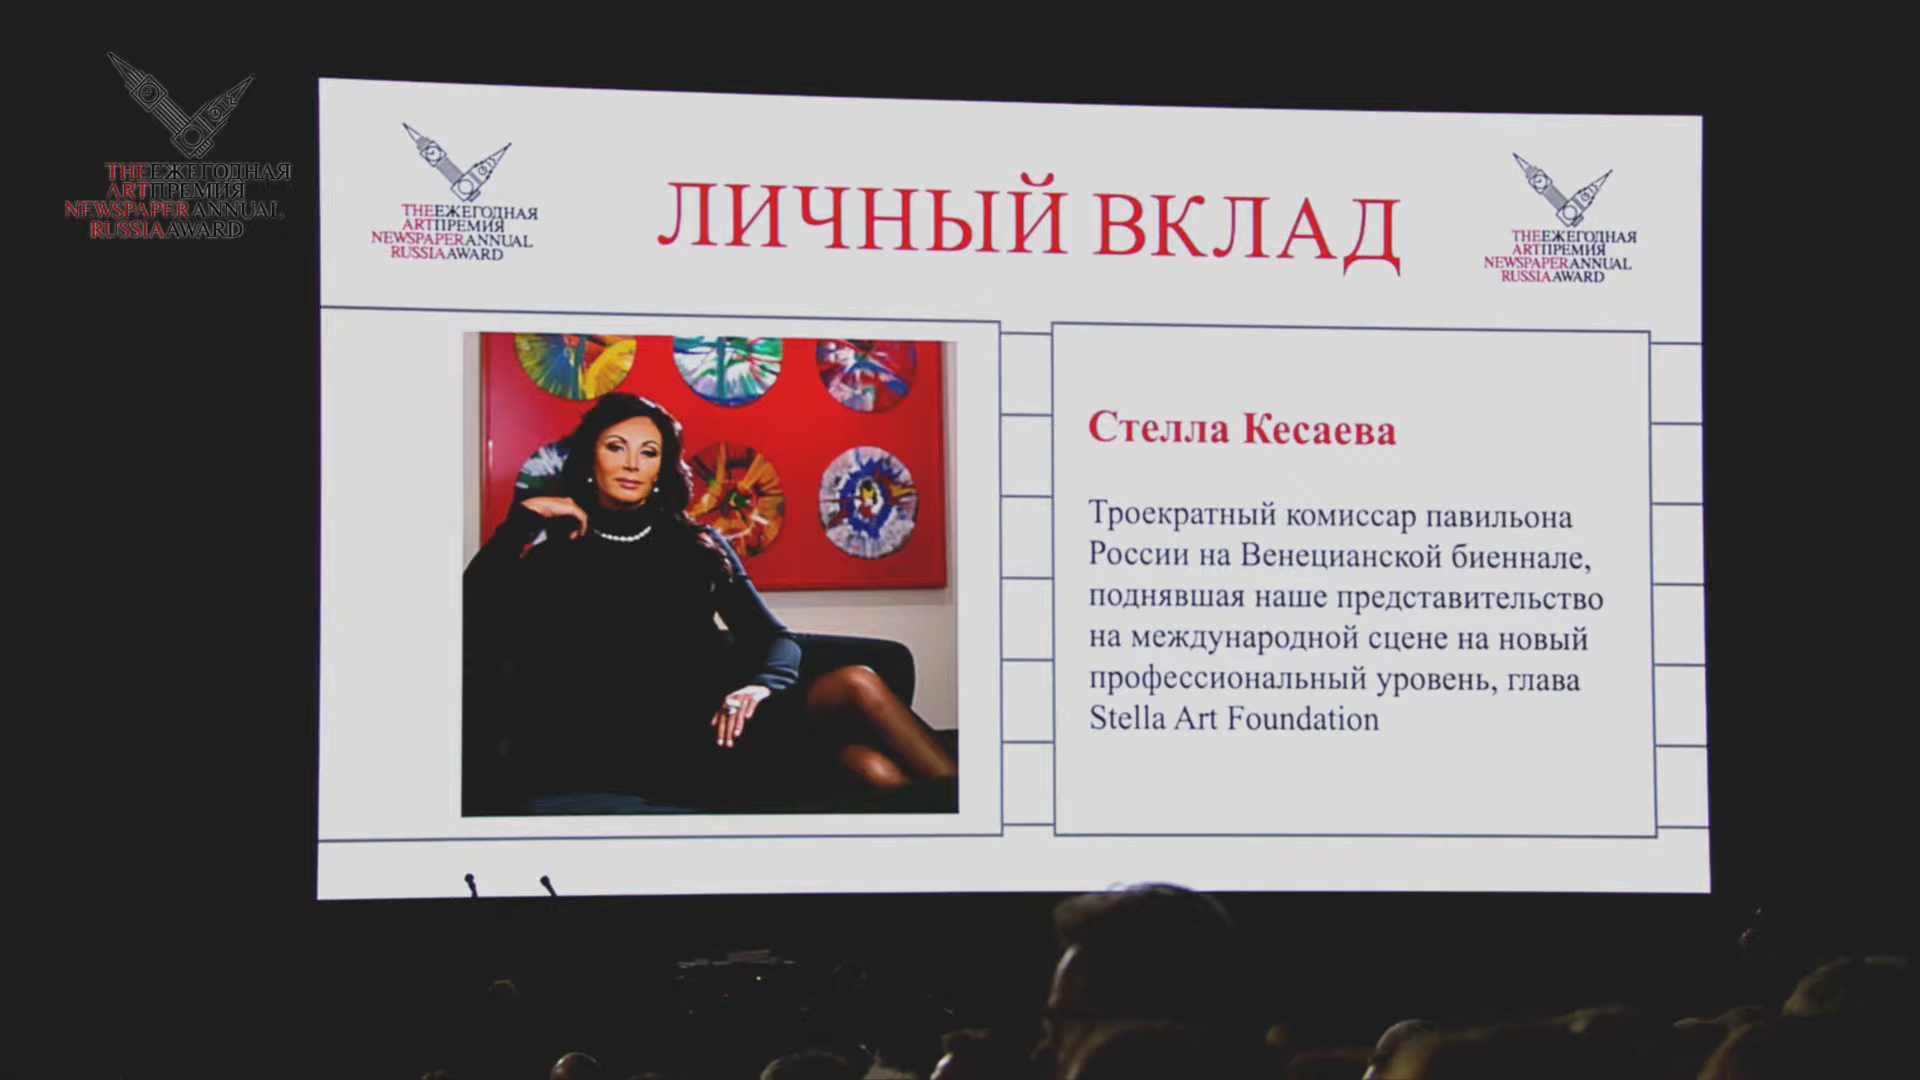 THEЕЖЕГОДНАЯ
ARTПРЕМИЯ
NEWSPAPERANNUAL
RUSSIAAWARD
THEЕЖЕГОДНАЯ
ARTПРЕМИЯ
NEWSPAPERANNUAL
RUSSIAAWARD
ЛИЧНЫЙ ВКЛАД
THEЕЖЕГОДНАЯ
ARTПРЕМИЯ
NEWSPAPERANNUAL
RUSSIAAWARD
Стелла Кесаева
Троекратный комиссар павильона
России на Венецианской биеннале,
поднявшая наше представительство
на международной сцене на новый
профессиональный уровень, глава
Stella Art Foundation